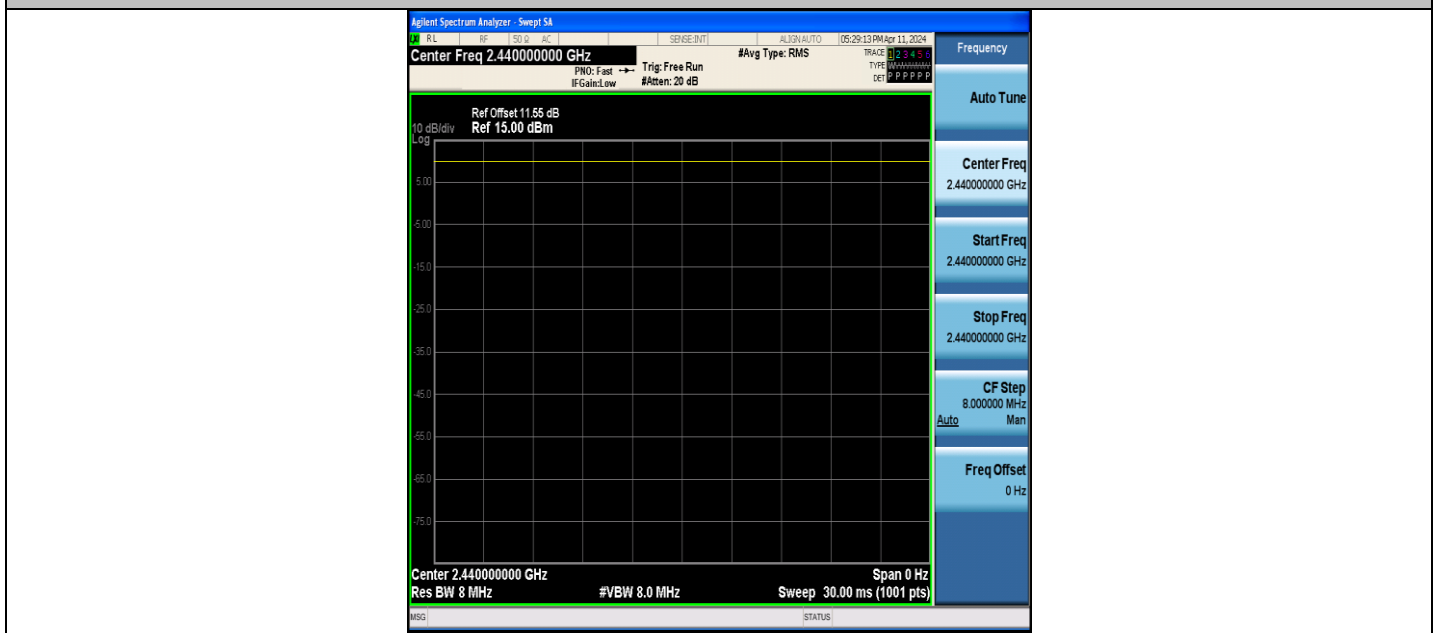 Agilent Spectrum Analyzer - Swept SA
RL RF 50 Ω AC SENSE:INT ALIGN AUTO 05:29:13 PM Apr 11, 2024
Center Freq 2.440000000 GHz
#Avg Type: RMS
TRACE 1 2 3 4 5 6
TYPE
DET P P P P P P
PNO: Fast
IFGain:Low
Trig: Free Run
#Atten: 20 dB
Ref Offset 11.55 dB
10 dB/div Ref 15.00 dBm
Log
5.00
-5.00
-15.0
-25.0
-35.0
-45.0
-55.0
-65.0
-75.0
Center 2.440000000 GHz Span 0 Hz
Res BW 8 MHz #VBW 8.0 MHz Sweep 30.00 ms (1001 pts)
MSG STATUS
Frequency
Auto Tune
Center Freq
2.440000000 GHz
Start Freq
2.440000000 GHz
Stop Freq
2.440000000 GHz
CF Step
8.000000 MHz
Auto Man
Freq Offset
0 Hz